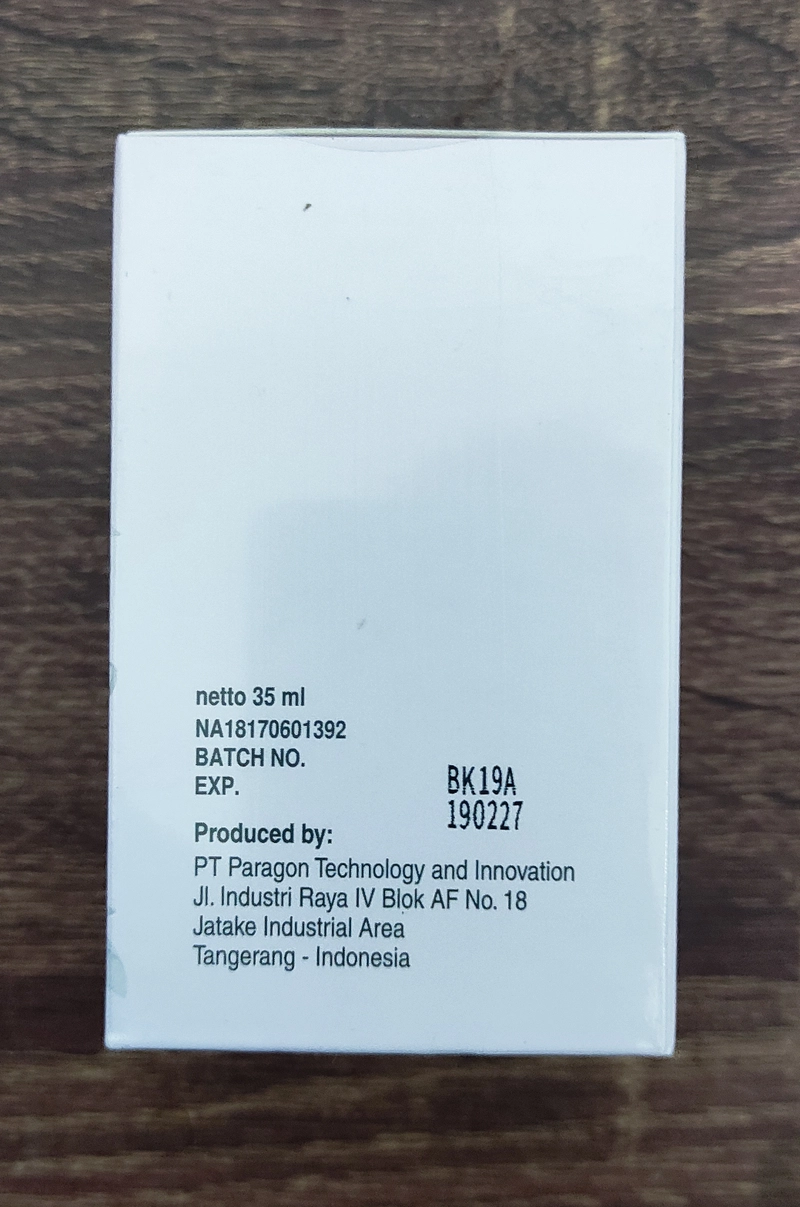 netto 35 ml
NA18170601392
BATCH NO. BK19A
EXP. 190227
Produced by:
PT Paragon Technology and Innovation
Jl. Industri Raya IV Blok AF No. 18
Jatake Industrial Area
Tangerang - Indonesia